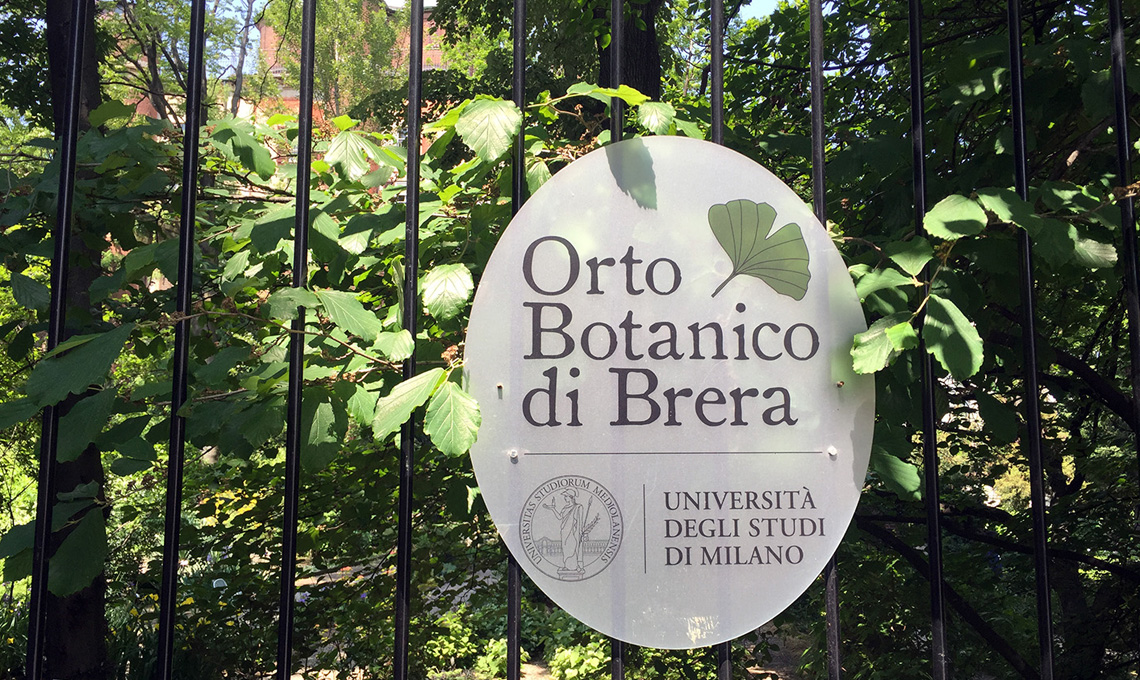 Orto
Botanico
di Brera
UNIVERSITAS STUDIORUM MEDIOLANENSIS
UNIVERSITÀ
DEGLI STUDI
DI MILANO